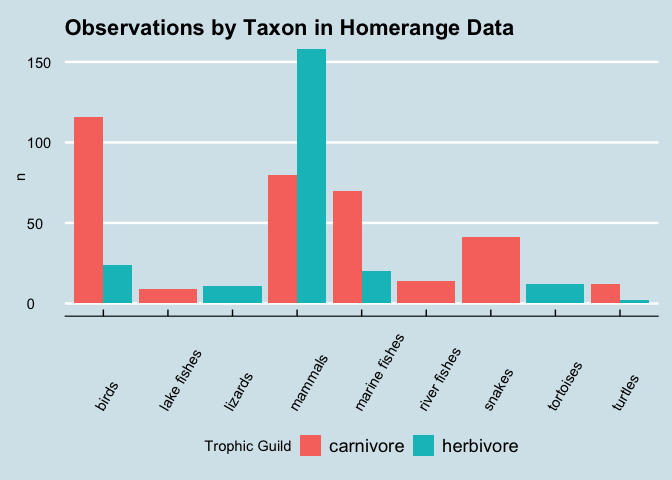 Observations by Taxon in Homerange Data
150
100
50
0
n
birds
lake fishes
lizards
mammals
marine fishes
river fishes
snakes
tortoises
turtles
Trophic Guild carnivore herbivore